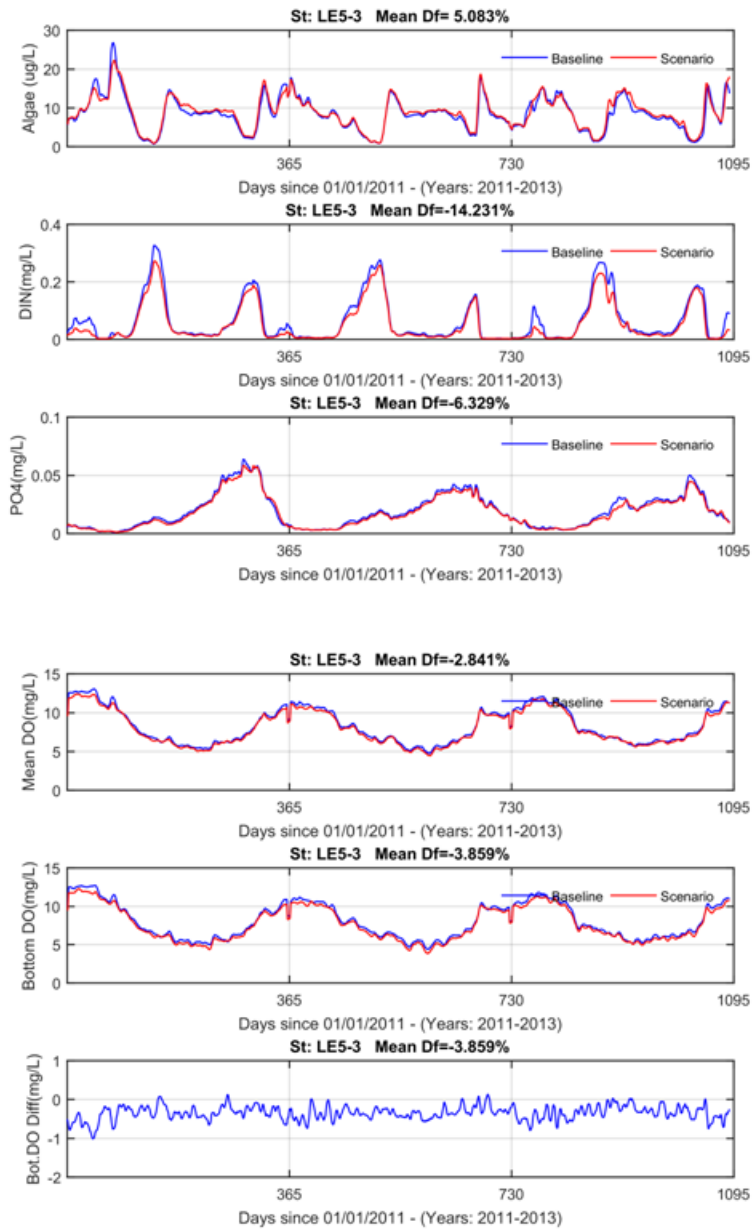 St: LE5-3 Mean Df= 5.083%
30
20
10
0
Algae (ug/L)
Baseline
Scenario
365
730
1095
Days since 01/01/2011 - (Years: 2011-2013)
St: LE5-3 Mean Df=-14.231%
0.4
0.2
0
DIN(mg/L)
Baseline
Scenario
365
730
1095
Days since 01/01/2011 - (Years: 2011-2013)
St: LE5-3 Mean Df=-6.329%
0.1
0.05
0
PO4(mg/L)
Baseline
Scenario
365
730
1095
Days since 01/01/2011 - (Years: 2011-2013)
St: LE5-3 Mean Df=-2.841%
15
10
5
0
Mean DO(mg/L)
Baseline
Scenario
365
730
1095
Days since 01/01/2011 - (Years: 2011-2013)
St: LE5-3 Mean Df=-3.859%
15
10
5
0
Bottom DO(mg/L)
Baseline
Scenario
365
730
1095
Days since 01/01/2011 - (Years: 2011-2013)
St: LE5-3 Mean Df=-3.859%
1
0
-1
-2
Bot.DO Diff(mg/L)
365
730
1095
Days since 01/01/2011 - (Years: 2011-2013)